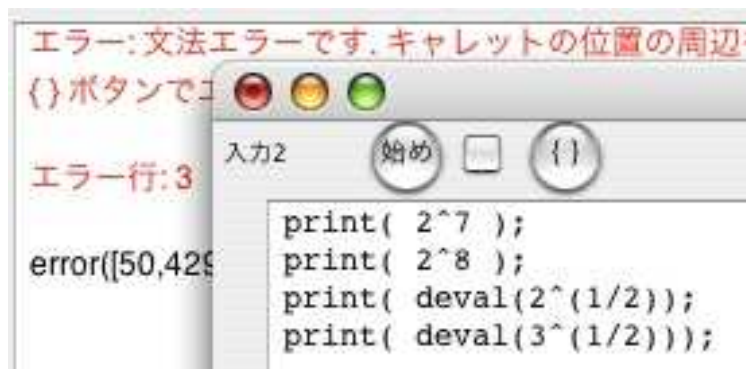 エラー: 文法エラーです. キャレットの位置の周辺
{} ボタンで
エラー行: 3
error([50,429
入力2
始め
{ }
print( 2^7 );
print( 2^8 );
print( deval(2^(1/2));
print( deval(3^(1/2)));